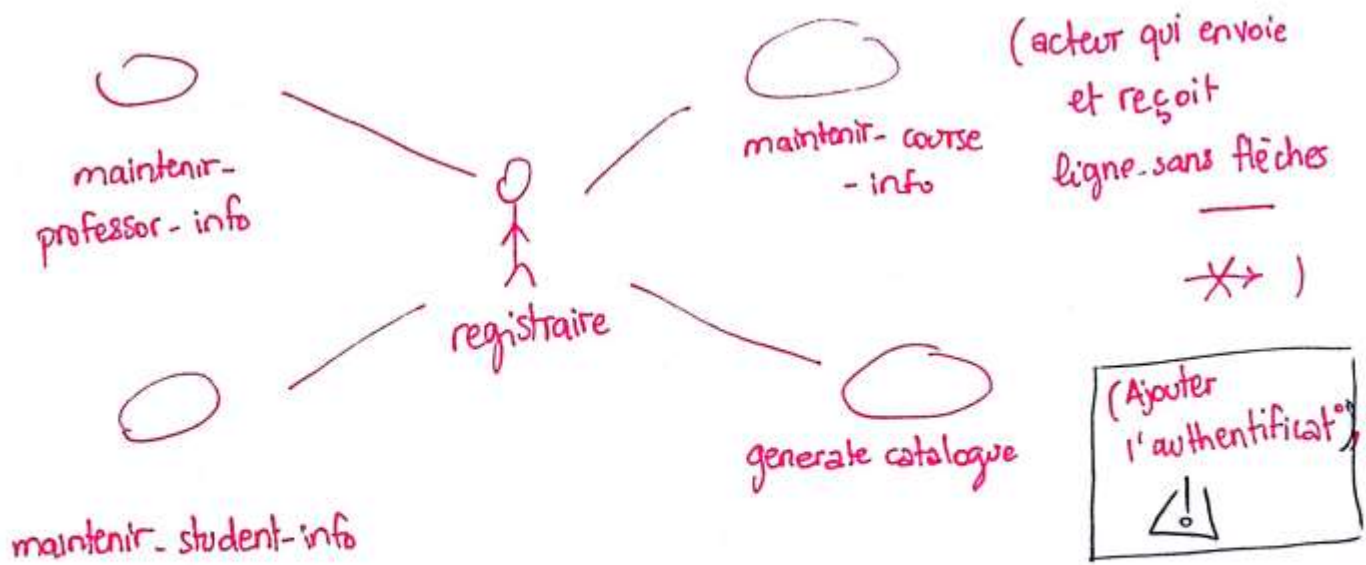 maintenir-
professor-info
maintenir-course
-info
(acteur qui envoie
et reçoit
ligne-sans flèches
)
registraire
maintenir-student-info
generate catalogue
(Ajouter
l'authentificat°)
!